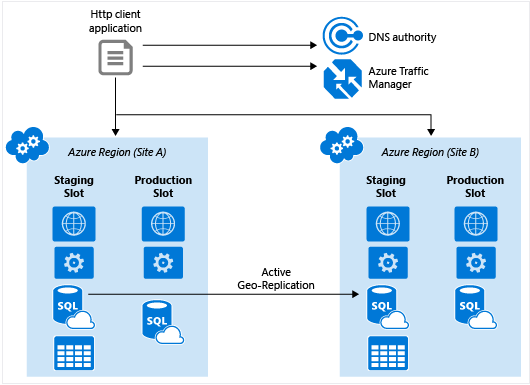 Http client
application
DNS authority
Azure Traffic
Manager
Azure Region (Site A)
Azure Region (Site B)
Staging
Slot
Production
Slot
Staging
Slot
Production
Slot
Active
Geo-Replication
SQL
SQL
SQL
SQL